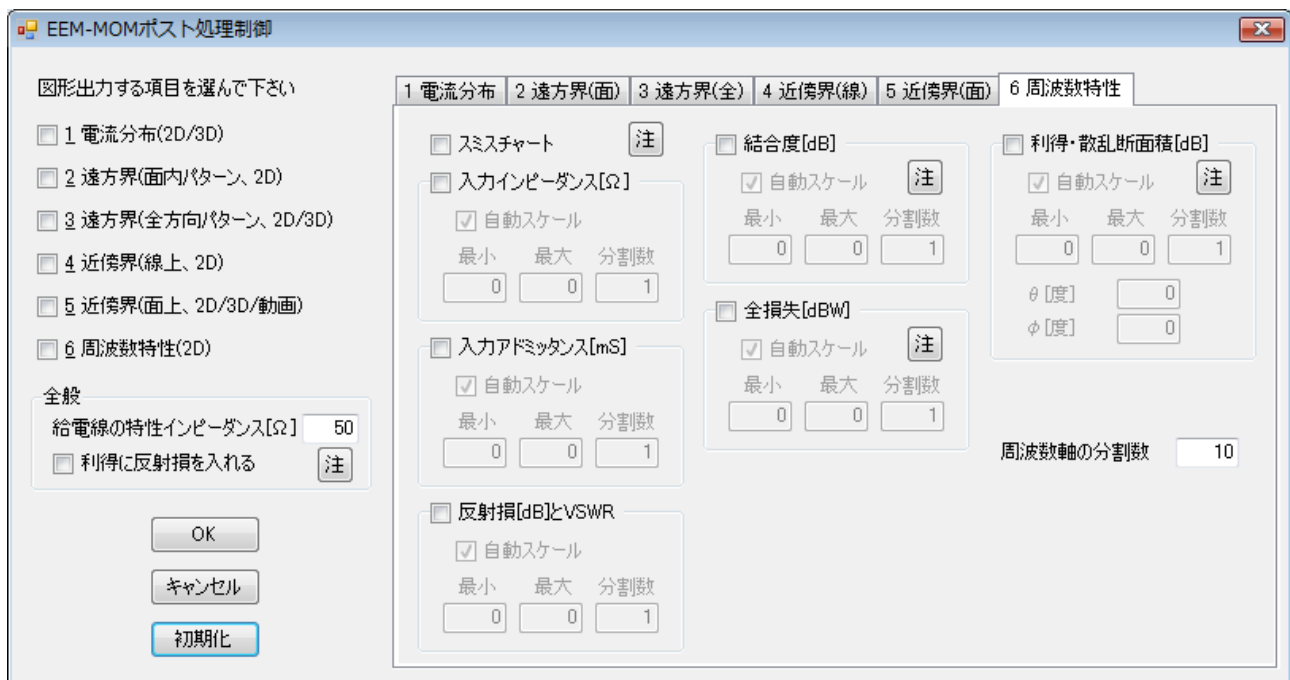 EEM-MOMポスト処理制御
図形出力する項目を選んで下さい
1 電流分布(2D/3D)
2 遠方界(面内パターン、2D)
3 遠方界(全方向パターン、2D/3D)
4 近傍界(線上、2D)
5 近傍界(面上、2D/3D/動画)
6 周波数特性(2D)
全般
給電線の特性インピーダンス[Ω] 50
利得に反射損を入れる 注
OK
キャンセル
初期化
1 電流分布 2 遠方界(面) 3 遠方界(全) 4 近傍界(線) 5 近傍界(面) 6 周波数特性
スミスチャート 注
入力インピーダンス[Ω]
自動スケール
最小 最大 分割数
0 0 1
入力アドミッタンス[mS]
自動スケール
最小 最大 分割数
0 0 1
反射損[dB]とVSWR
自動スケール
最小 最大 分割数
0 0 1
結合度[dB]
自動スケール 注
最小 最大 分割数
0 0 1
全損失[dBW]
自動スケール 注
最小 最大 分割数
0 0 1
利得・散乱断面積[dB]
自動スケール 注
最小 最大 分割数
0 0 1
θ[度] 0
φ[度] 0
周波数軸の分割数 10